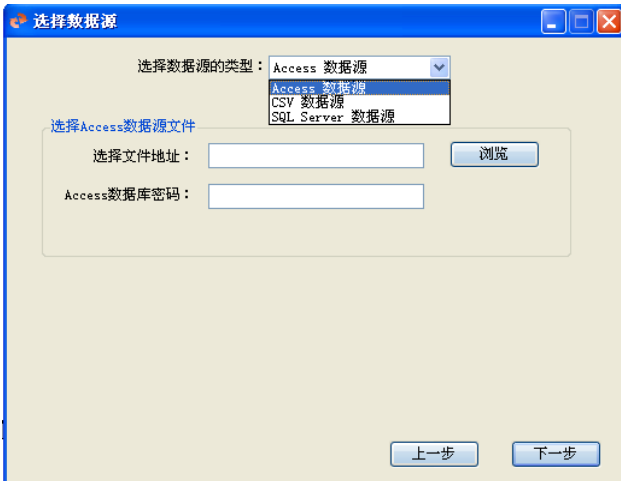 选择数据源
选择数据源的类型： Access 数据源
Access 数据源
CSV 数据源
SQL Server 数据源
选择Access数据源文件
选择文件地址： 浏览
Access数据库密码：
上一步 下一步